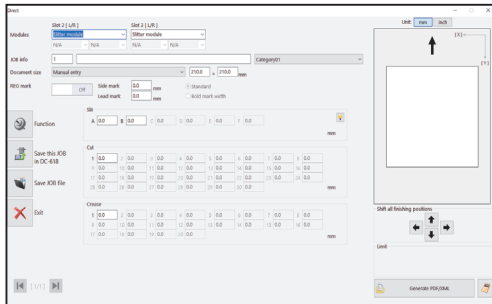 Direct
Slot 2 [ L/R ] Slot 3 [ L/R ]
Modules Slitter module Slitter module
N/A N/A N/A N/A
JOB info 1 Category01
Document size Manual entry 210.0 × 210.0 mm
REG mark Off Side mark 0.0 mm Standard
Lead mark 0.0 mm Bold mark width
Slit
A 0.0 B 0.0 C 0.0 D 0.0 E 0.0 F 0.0
mm
Function
Save this JOB
in DC-618
Save JOB file
Exit
Cut
1 0.0 2 0.0 3 0.0 4 0.0 5 0.0 6 0.0 7 0.0 8 0.0
9 0.0 10 0.0 11 0.0 12 0.0 13 0.0 14 0.0 15 0.0 16 0.0
17 0.0 18 0.0 19 0.0 20 0.0 21 0.0 22 0.0 23 0.0 24 0.0
25 0.0 26 0.0 27 0.0 28 0.0 29 0.0 30 0.0
mm
Crease
1 0.0 2 0.0 3 0.0 4 0.0 5 0.0 6 0.0 7 0.0 8 0.0
9 0.0 10 0.0 11 0.0 12 0.0 13 0.0 14 0.0 15 0.0 16 0.0
17 0.0 18 0.0 19 0.0 20 0.0
mm
[ 1/1 ]
Unit mm inch
[X]
[Y]
Shift all finishing positions
Limit
Generate PDF/XML